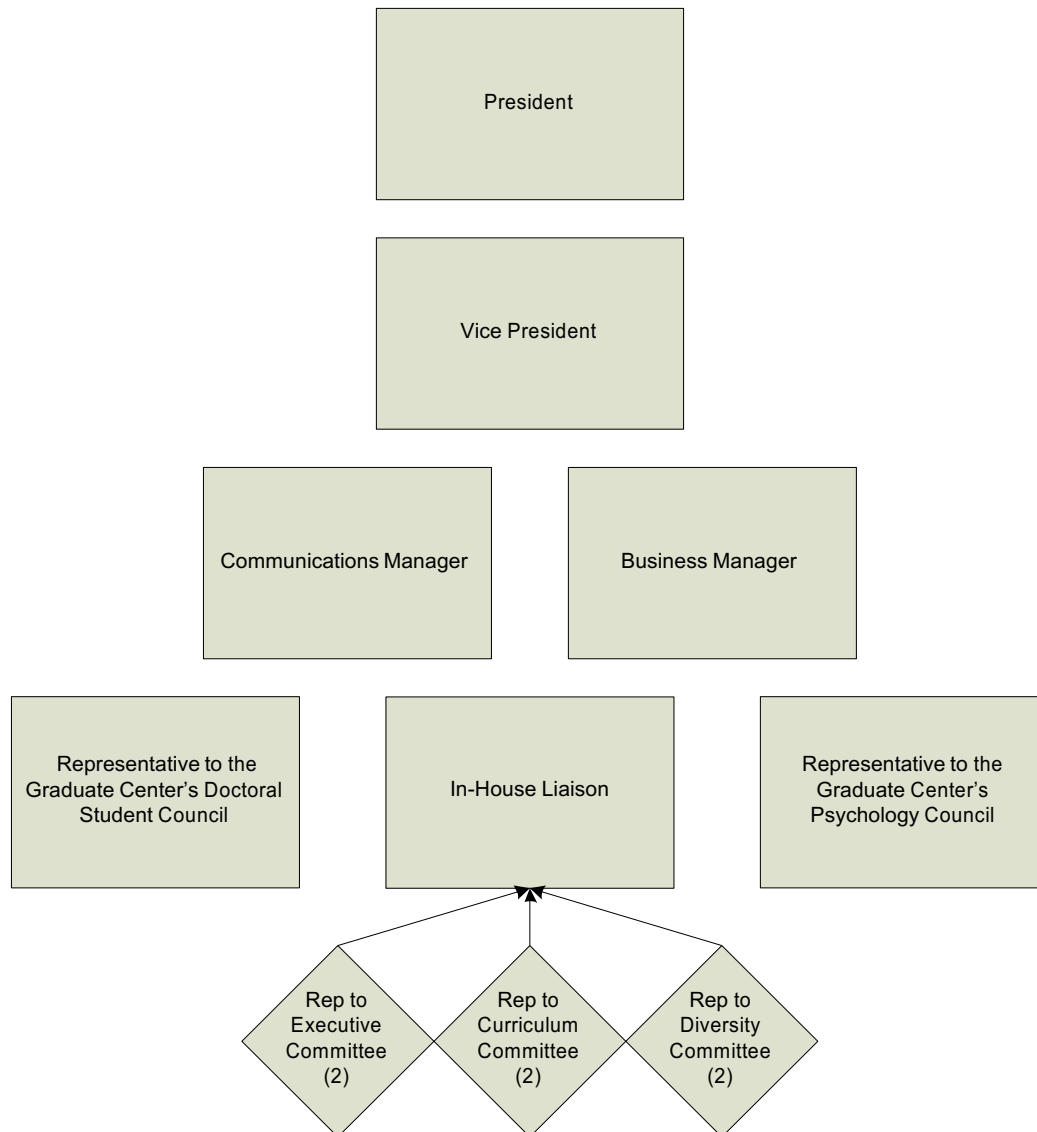 President
Vice President
Communications Manager
Business Manager
Representative to the
Graduate Center's Doctoral
Student Council
In-House Liaison
Representative to the
Graduate Center's
Psychology Council
Rep to
Executive
Committee
(2)
Rep to
Curriculum
Committee
(2)
Rep to
Diversity
Committee
(2)